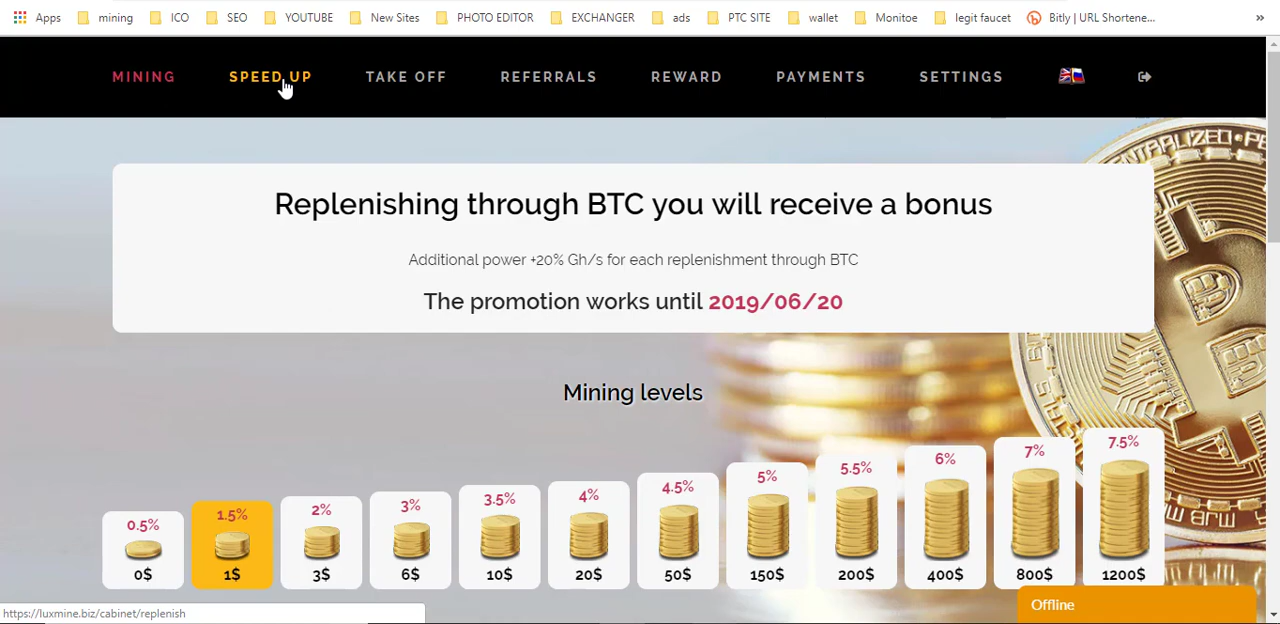 Apps mining ICO SEO YOUTUBE New Sites PHOTO EDITOR EXCHANGER ads PTC SITE wallet Monitoe legit faucet Bitly | URL Shortene... »
MINING SPEED UP TAKE OFF REFERRALS REWARD PAYMENTS SETTINGS
Replenishing through BTC you will receive a bonus
Additional power +20% Gh/s for each replenishment through BTC
The promotion works until 2019/06/20
Mining levels
0.5% 1.5% 2% 3% 3.5% 4% 4.5% 5% 5.5% 6% 7% 7.5%
0$ 1$ 3$ 6$ 10$ 20$ 50$ 150$ 200$ 400$ 800$ 1200$
Offline
https://luxmine.biz/cabinet/replenish